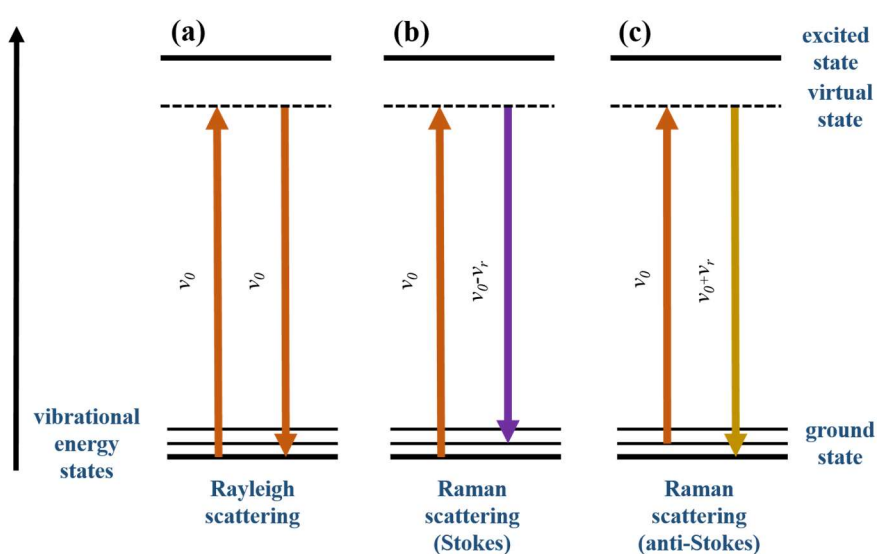 (a)
(b)
(c)
excited
state
virtual
state
v0
v0
v0
v0-vr
v0
v0+vr
vibrational
energy
states
ground
state
Rayleigh
scattering
Raman
scattering
(Stokes)
Raman
scattering
(anti-Stokes)